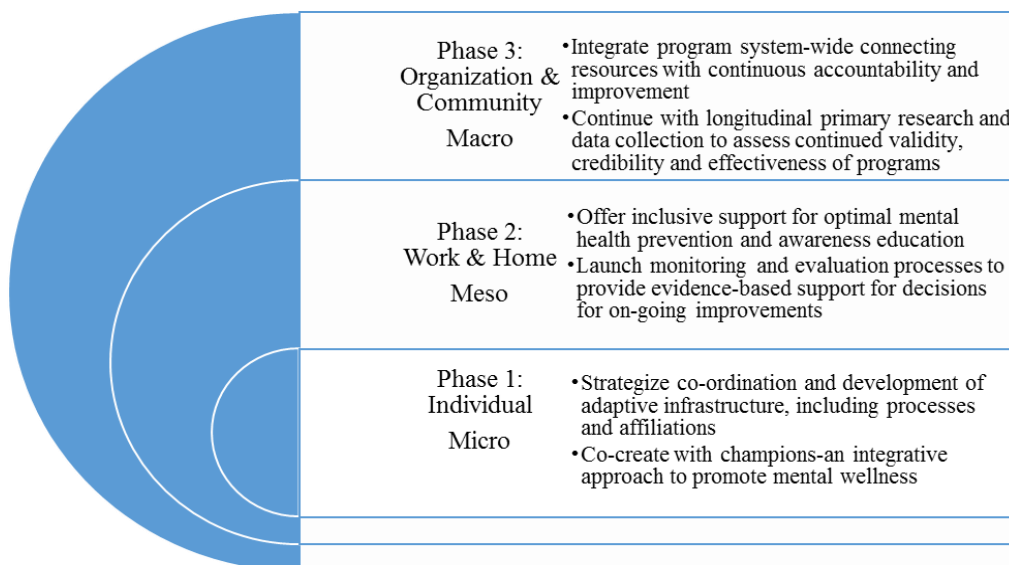 Phase 3:
Organization &
Community
Macro
•Integrate program system-wide connecting
resources with continuous accountability and
improvement
•Continue with longitudinal primary research and
data collection to assess continued validity,
credibility and effectiveness of programs
Phase 2:
Work & Home
Meso
•Offer inclusive support for optimal mental
health prevention and awareness education
•Launch monitoring and evaluation processes to
provide evidence-based support for decisions
for on-going improvements
Phase 1:
Individual
Micro
•Strategize co-ordination and development of
adaptive infrastructure, including processes
and affiliations
•Co-create with champions-an integrative
approach to promote mental wellness